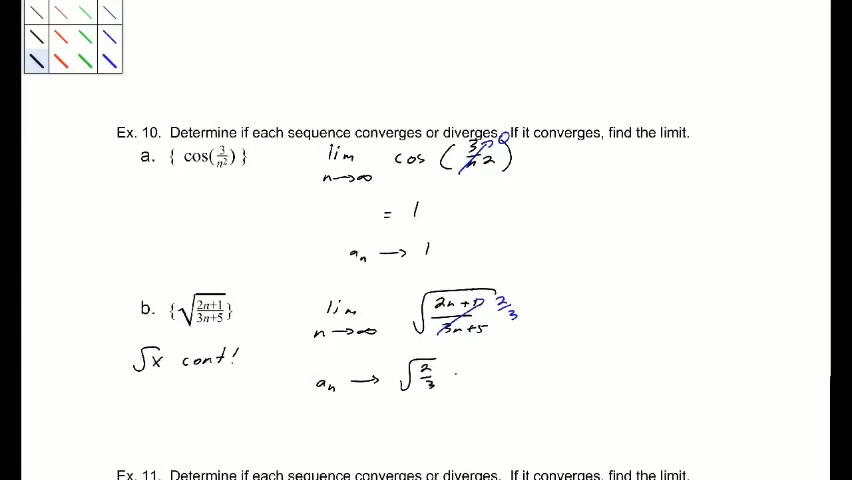 Ex. 10. Determine if each sequence converges or diverges. If it converges, find the limit.
a. { cos(3/n²) } lim n→∞ cos (3/n²) → 0
= 1
aₙ → 1
b. {√((2n+1)/(3n+5))} lim n→∞ √((2n+1)/(3n+5)) → 2/3
√x cont! aₙ → √(2/3)
Ex. 11. Determine if each sequence converges or diverges. If it converges, find the limit.